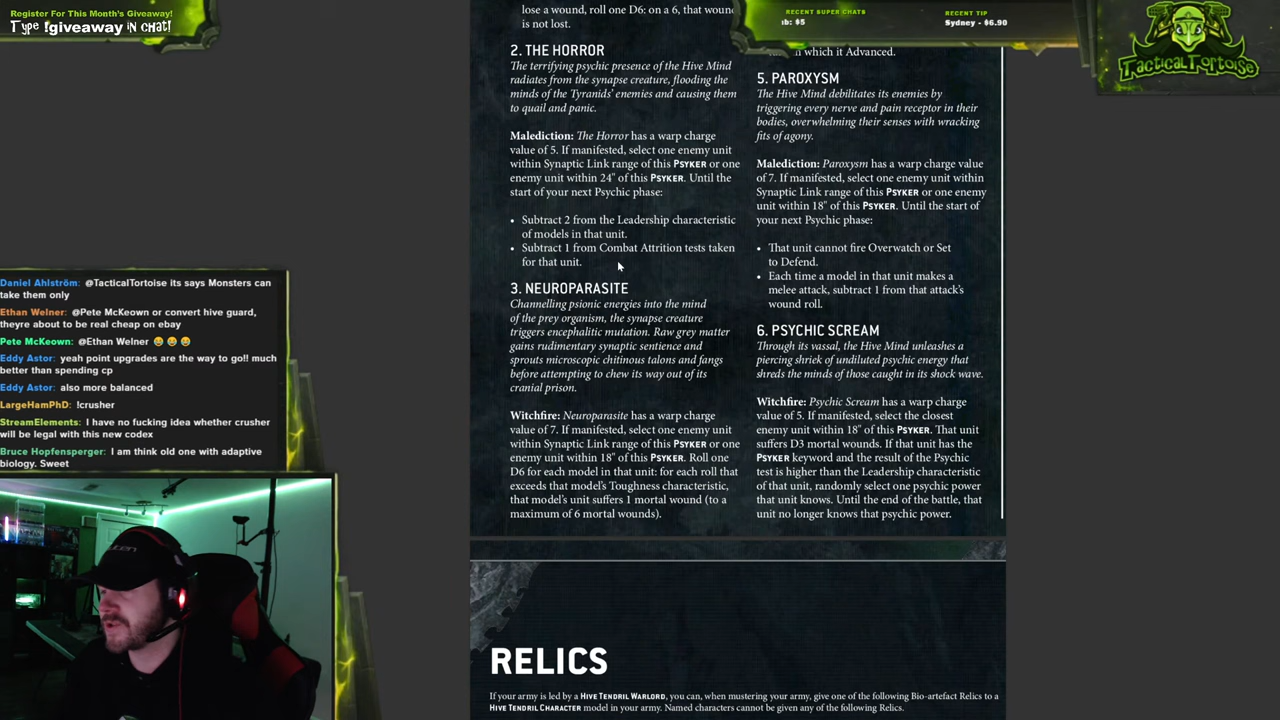 Register For This Month's Giveaway!
Type !giveaway in chat!
RECENT SUPER CHATS
b: $5
RECENT TIP
Sydney - $6.90
TacticalTortoise
lose a wound, roll one D6: on a 6, that wound
is not lost.
2. THE HORROR
The terrifying psychic presence of the Hive Mind
radiates from the synapse creature, flooding the
minds of the Tyranids' enemies and causing them
to quail and panic.
Malediction: The Horror has a warp charge
value of 5. If manifested, select one enemy unit
within Synaptic Link range of this PSYKER or one
enemy unit within 24" of this PSYKER. Until the
start of your next Psychic phase:
• Subtract 2 from the Leadership characteristic
of models in that unit.
• Subtract 1 from Combat Attrition tests taken
for that unit.
3. NEUROPARASITE
Channelling psionic energies into the mind
of the prey organism, the synapse creature
triggers encephalitic mutation. Raw grey matter
gains rudimentary synaptic sentience and
sprouts microscopic chitinous talons and fangs
before attempting to chew its way out of its
cranial prison.
Witchfire: Neuroparasite has a warp charge
value of 7. If manifested, select one enemy unit
within Synaptic Link range of this PSYKER or one
enemy unit within 18" of this PSYKER. Roll one
D6 for each model in that unit: for each roll that
exceeds that model's Toughness characteristic,
that model's unit suffers 1 mortal wound (to a
maximum of 6 mortal wounds).
which it Advanced.
5. PAROXYSM
The Hive Mind debilitates its enemies by
triggering every nerve and pain receptor in their
bodies, overwhelming their senses with wracking
fits of agony.
Malediction: Paroxysm has a warp charge value
of 7. If manifested, select one enemy unit within
Synaptic Link range of this PSYKER or one enemy
unit within 18" of this PSYKER. Until the start of
your next Psychic phase:
• That unit cannot fire Overwatch or Set
to Defend.
• Each time a model in that unit makes a
melee attack, subtract 1 from that attack's
wound roll.
6. PSYCHIC SCREAM
Through its vassal, the Hive Mind unleashes a
piercing shriek of undiluted psychic energy that
shreds the minds of those caught in its shock wave.
Witchfire: Psychic Scream has a warp charge
value of 5. If manifested, select the closest
enemy unit within 18" of this PSYKER. That unit
suffers D3 mortal wounds. If that unit has the
PSYKER keyword and the result of the Psychic
test is higher than the Leadership characteristic
of that unit, randomly select one psychic power
that unit knows. Until the end of the battle, that
unit no longer knows that psychic power.
Daniel Ahlström: @TacticalTortoise its says Monsters can
take them only
Ethan Welner: @Pete McKeown or convert hive guard,
theyre about to be real cheap on ebay
Pete McKeown: @Ethan Welner 😂 😂 😂
Eddy Astor: yeah point upgrades are the way to go!! much
better than spending cp
Eddy Astor: also more balanced
LargeHamPhD: !crusher
StreamElements: I have no fucking idea whether crusher
will be legal with this new codex
Bruce Hopfensperger: I am think old one with adaptive
biology. Sweet
RELICS
If your army is led by a HIVE TENDRIL WARLORD, you can, when mustering your army, give one of the following Bio-artefact Relics to a
HIVE TENDRIL CHARACTER model in your army. Named characters cannot be given any of the following Relics.